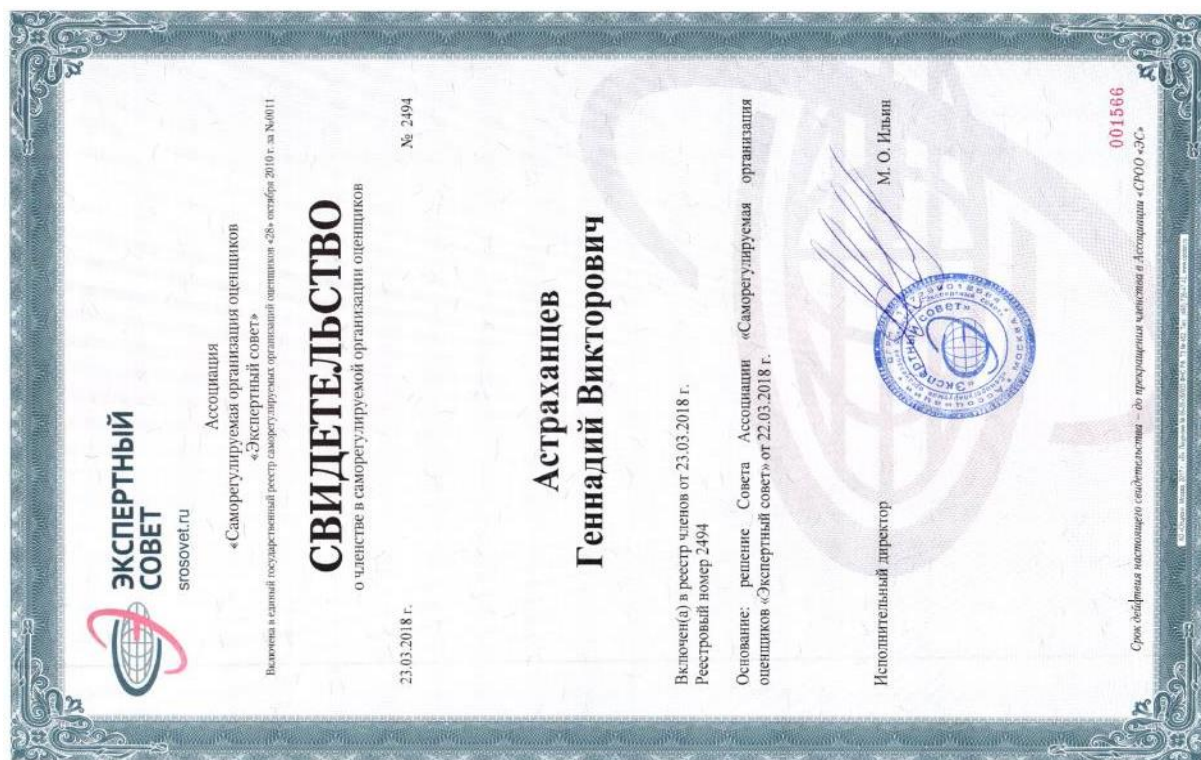 ЭКСПЕРТНЫЙ
СОВЕТ
srosovet.ru
Ассоциация
«Саморегулируемая организация оценщиков
«Экспертный совет»
Включена в единый государственный реестр саморегулируемых организаций оценщиков «28» октября 2010 г. за №0011
СВИДЕТЕЛЬСТВО
о членстве в саморегулируемой организации оценщиков
23.03.2018 г. № 2494
Астраханцев
Геннадий Викторович
Включен(а) в реестр членов от 23.03.2018 г.
Реестровый номер 2494
Основание: решение Совета Ассоциации «Саморегулируемая организация
оценщиков «Экспертный совет» от 22.03.2018 г.
Исполнительный директор М. О. Ильин
ЭКСПЕРТНЫЙ СОВЕТ
001566
Срок действия настоящего свидетельства – до прекращения членства в Ассоциации «СРОО «ЭС»